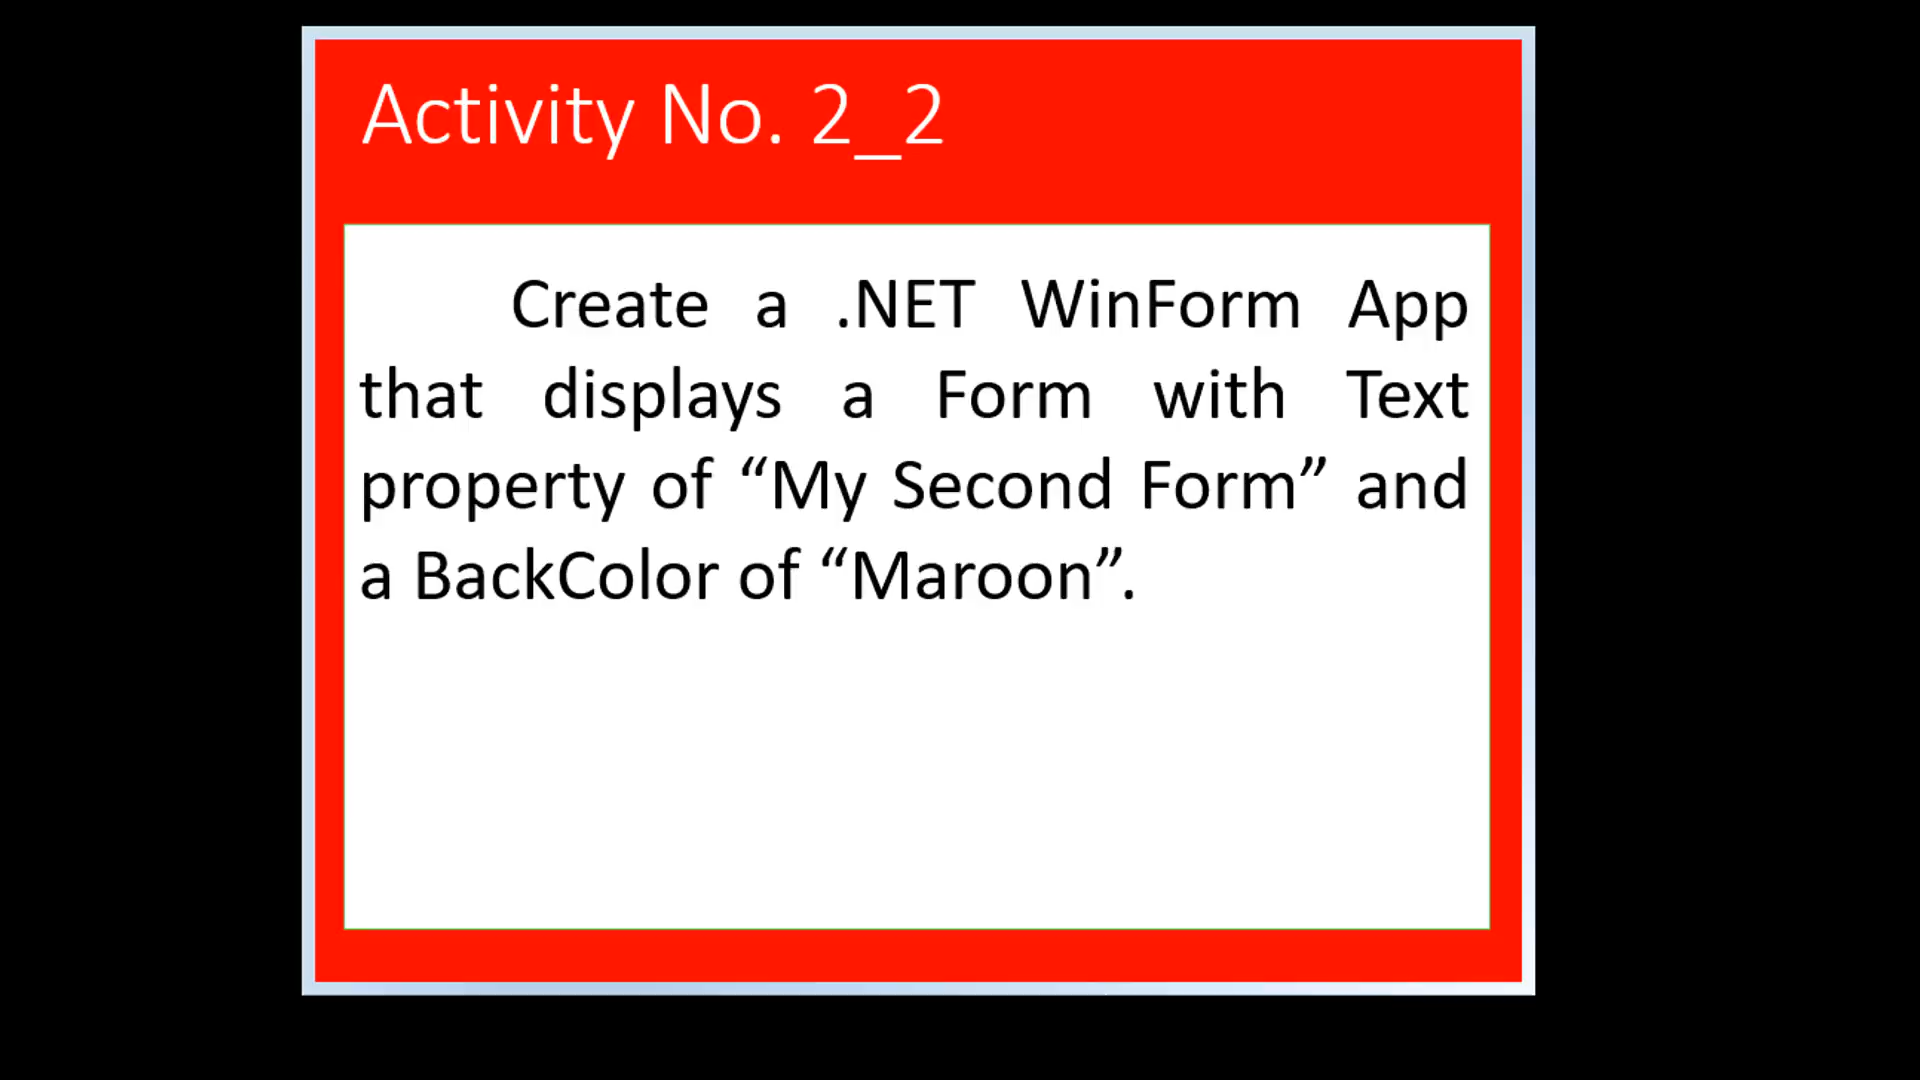 Activity No. 2_2
Create a .NET WinForm App
that displays a Form with Text
property of “My Second Form” and
a BackColor of “Maroon”.